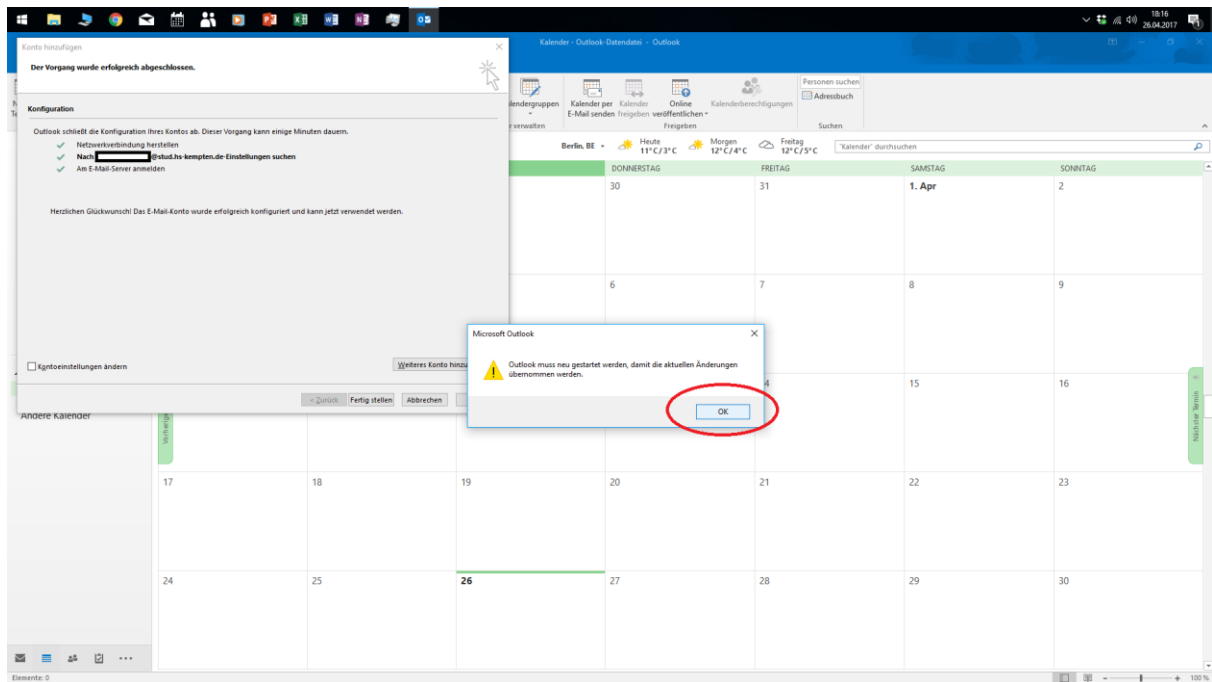 18:16
26.04.2017
Kalender - Outlook-Datendatei - Outlook
Konto hinzufügen
Der Vorgang wurde erfolgreich abgeschlossen.
Konfiguration
Outlook schließt die Konfiguration Ihres Kontos ab. Dieser Vorgang kann einige Minuten dauern.
Netzwerkverbindung herstellen
Nach @stud.hs-kempten.de-Einstellungen suchen
Am E-Mail-Server anmelden
Herzlichen Glückwunsch! Das E-Mail-Konto wurde erfolgreich konfiguriert und kann jetzt verwendet werden.
Kontoeinstellungen ändern
Weiteres Konto hinzu
< Zurück Fertig stellen Abbrechen
lendergruppen
Kalender per E-Mail senden
Kalender freigeben
Online veröffentlichen
Kalenderberechtigungen
Personen suchen
Adressbuch
r verwalten Freigeben Suchen
Berlin, BE
Heute
11°C/3°C
Morgen
12°C/4°C
Freitag
12°C/5°C
"Kalender" durchsuchen
DONNERSTAG FREITAG SAMSTAG SONNTAG
30 31 1. Apr 2
6 7 8 9
Microsoft Outlook
Outlook muss neu gestartet werden, damit die aktuellen Änderungen
übernommen werden.
OK
15 16
Andere Kalender
Nächster Termin
17 18 19 20 21 22 23
24 25 26 27 28 29 30
Elemente: 0
100 %